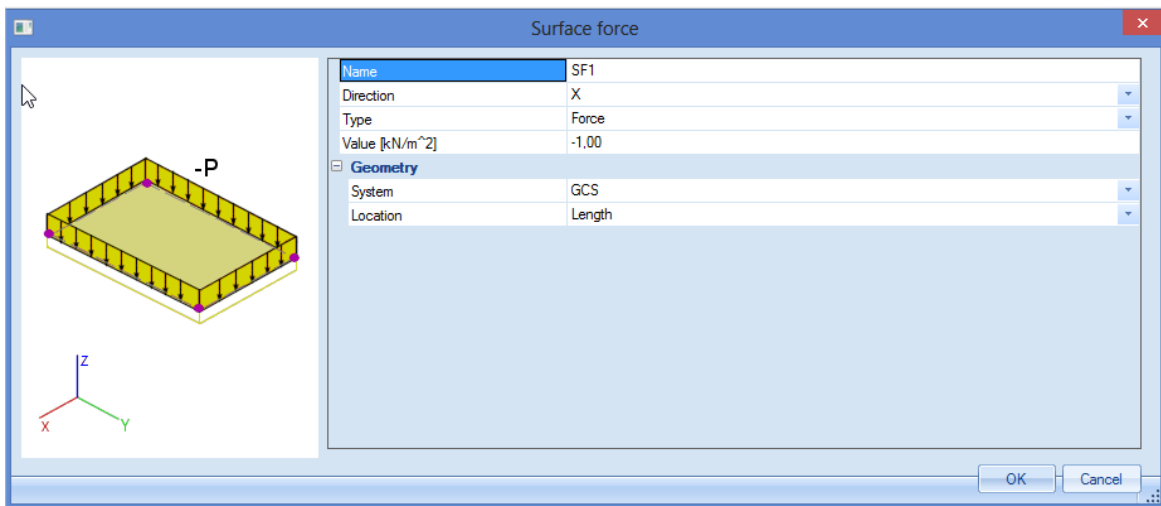 Surface force
-P
Z
X
Y
Name SF1
Direction X
Type Force
Value [kN/m^2] -1,00
Geometry
System GCS
Location Length
OK Cancel